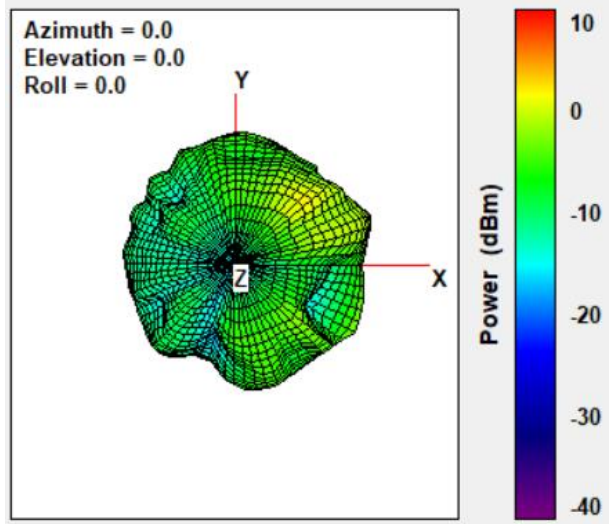 Azimuth = 0.0
Elevation = 0.0
Roll = 0.0
Y
X
Z
Power (dBm)
10
0
-10
-20
-30
-40